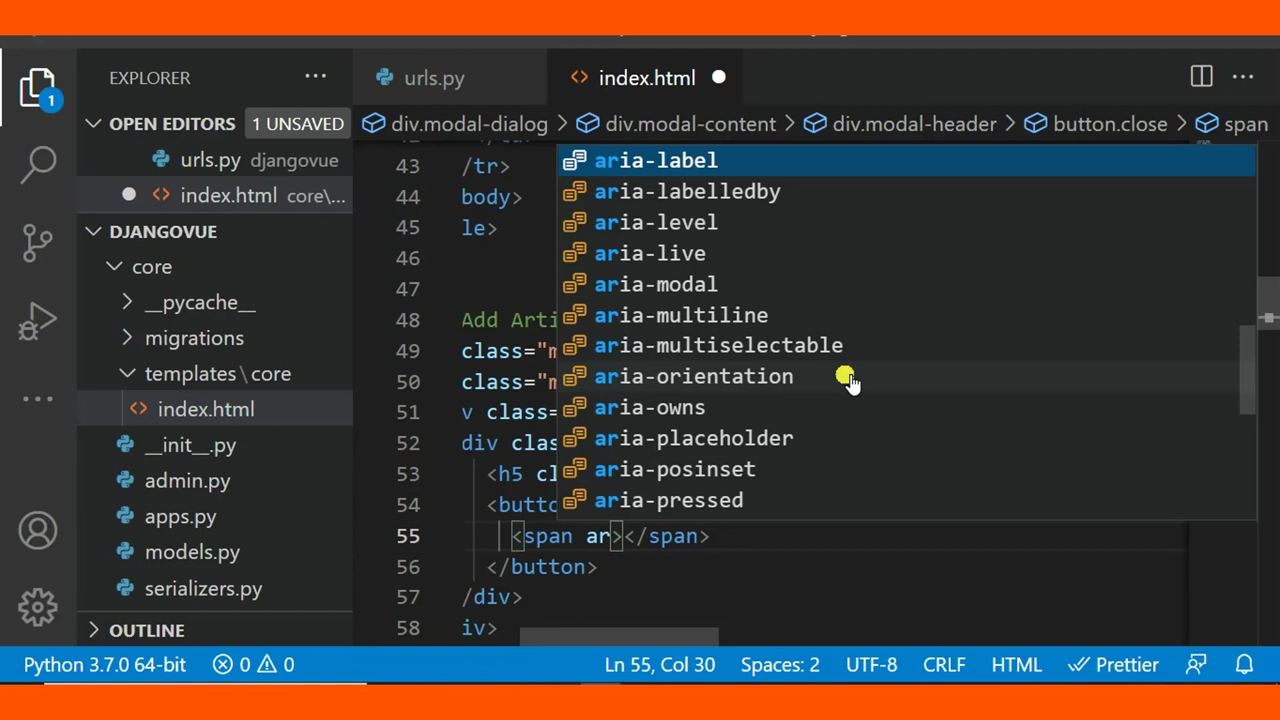 EXPLORER
urls.py
index.html
OPEN EDITORS
1 UNSAVED
urls.py djangovue
index.html core\...
DJANGOVUE
core
__pycache__
migrations
templates\core
index.html
__init__.py
admin.py
apps.py
models.py
serializers.py
OUTLINE
div.modal-dialog > div.modal-content > div.modal-header > button.close > span
43 /tr>
44 body>
45 le>
46
47
48 Add Arti
49 class="m
50 class="m
51 v class=
52 div clas
53 <h5 cl
54 <butto
55 <span ar></span>
56 </button>
57 /div>
58 iv>
aria-label
aria-labelledby
aria-level
aria-live
aria-modal
aria-multiline
aria-multiselectable
aria-orientation
aria-owns
aria-placeholder
aria-posinset
aria-pressed
1
Python 3.7.0 64-bit 0 0 Ln 55, Col 30 Spaces: 2 UTF-8 CRLF HTML Prettier